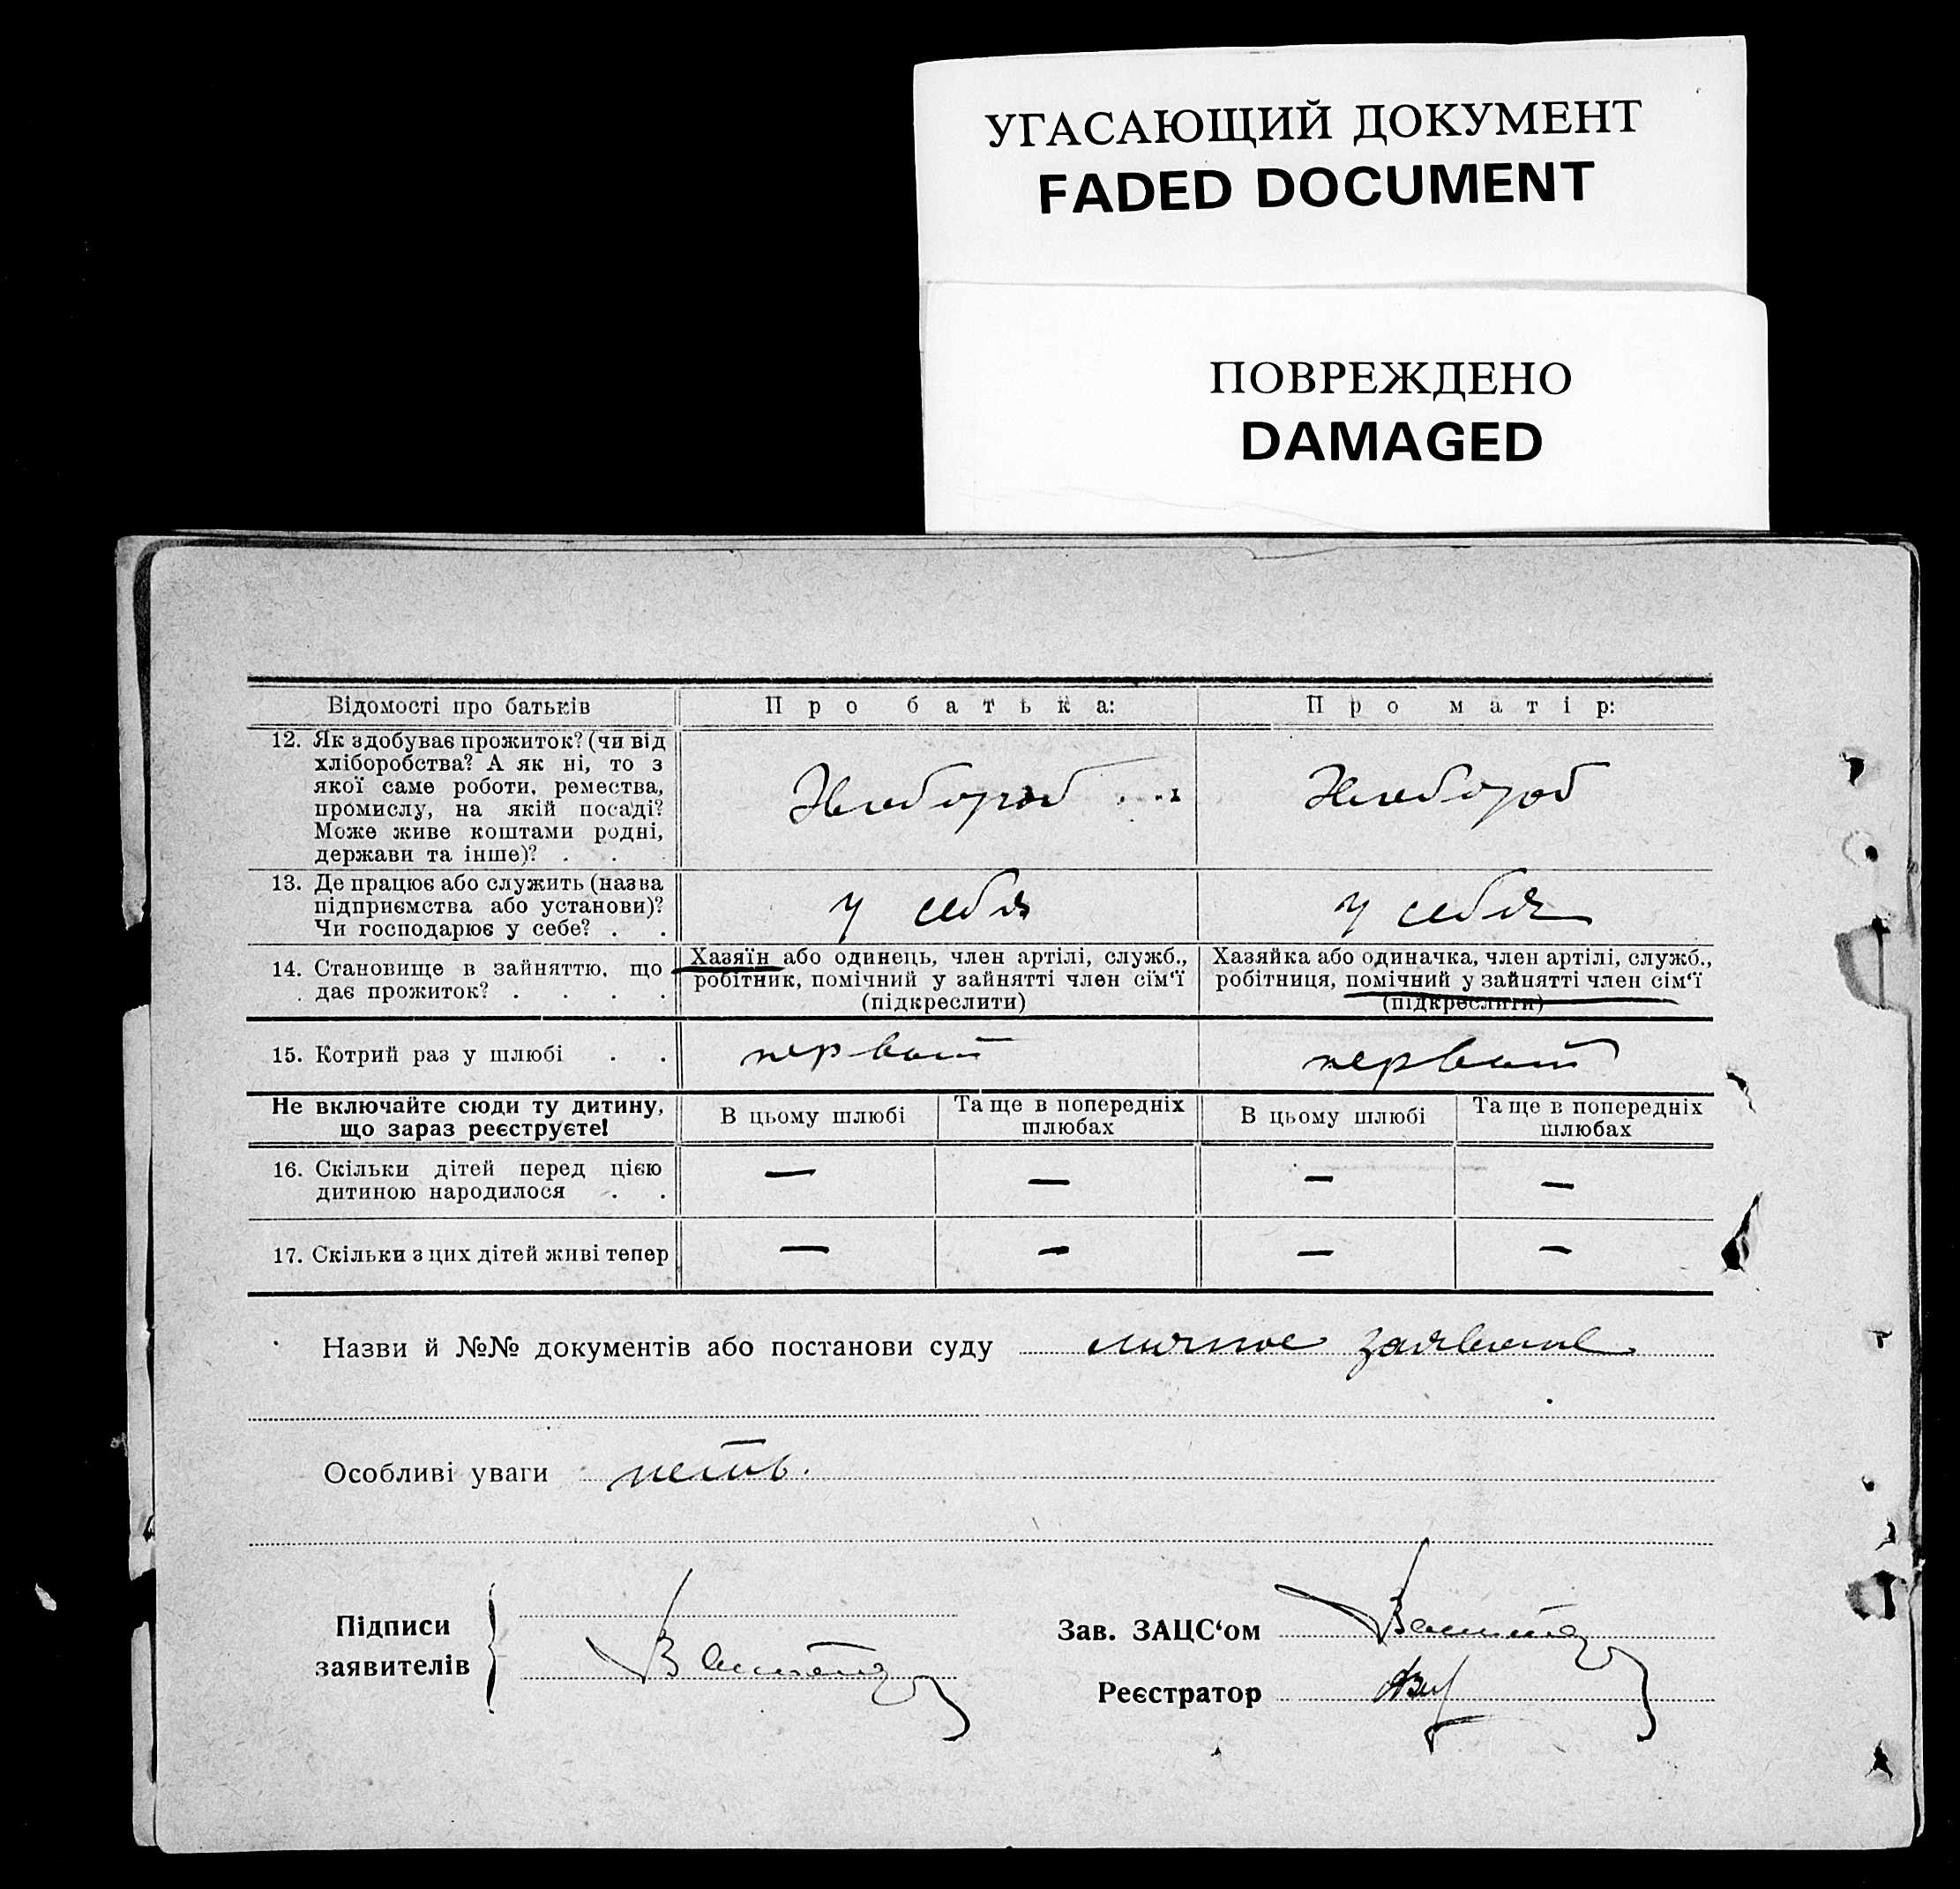 УГАСАЮЩИЙ ДОКУМЕНТ
FADED DOCUMENT
ПОВРЕЖДЕНО
DAMAGED
Відомості про батьків
Про батька:
Про матір:
12. Як здобуває прожиток? (чи від
хліборобства? А як ні, то з
якої саме роботи, ремества,
промислу, на якій посаді?
Може живе коштами родні,
держави та інше)? . .
Хлебороб
Хлебороб
13. Де працює або служить (назва
підприємства або установи)?
Чи господарює у себе? . .
у себя
у себя
14. Становище в зайняттю, що
дає прожиток? . . . .
Хазяїн або одинець, член артілі, служб.,
робітник, помічний у зайнятті член сім‘ї
(підкреслити)
Хазяйка або одиначка, член артілі, служб.,
робітниця, помічний у зайнятті член сім‘ї
(підкреслити)
15. Котрий раз у шлюбі . .
первый
первый
Не включайте сюди ту дитину,
що зараз реєструєте!
В цьому шлюбі
Та ще в попередніх
шлюбах
В цьому шлюбі
Та ще в попередніх
шлюбах
16. Скільки дітей перед цією
дитиною народилося . .
— — — —
17. Скільки з цих дітей живі тепер
— — — —
Назви й №№ документів або постанови суду личное заявление
Особливі уваги нетъ.
Підписи
заявителів
Зав. ЗАЦС‘ом
Реєстратор